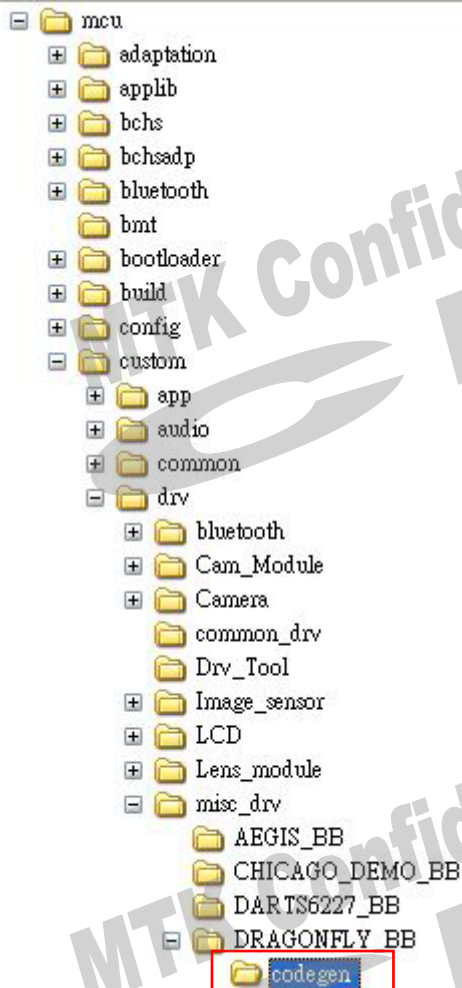 mcu
adaptation
applib
bchs
bchsadp
bluetooth
bmt
bootloader
build
config
custom
app
audio
common
drv
bluetooth
Cam_Module
Camera
common_drv
Drv_Tool
Image_sensor
LCD
Lens_module
misc_drv
AEGIS_BB
CHICAGO_DEMO_BB
DARTS6227_BB
DRAGONFLY_BB
codegen
MTK Confid
MTK Confid